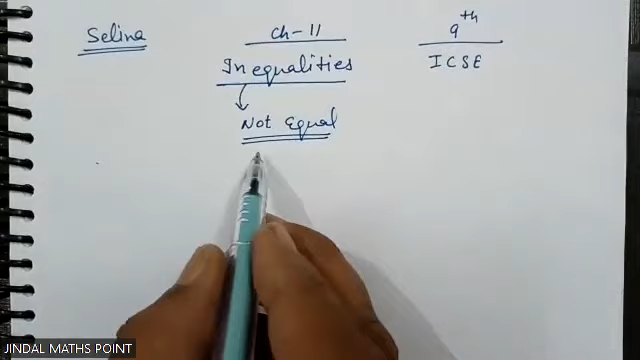 Selina
Ch-11
9th
Inequalities
ICSE
Not Equal
JINDAL MATHS POINT